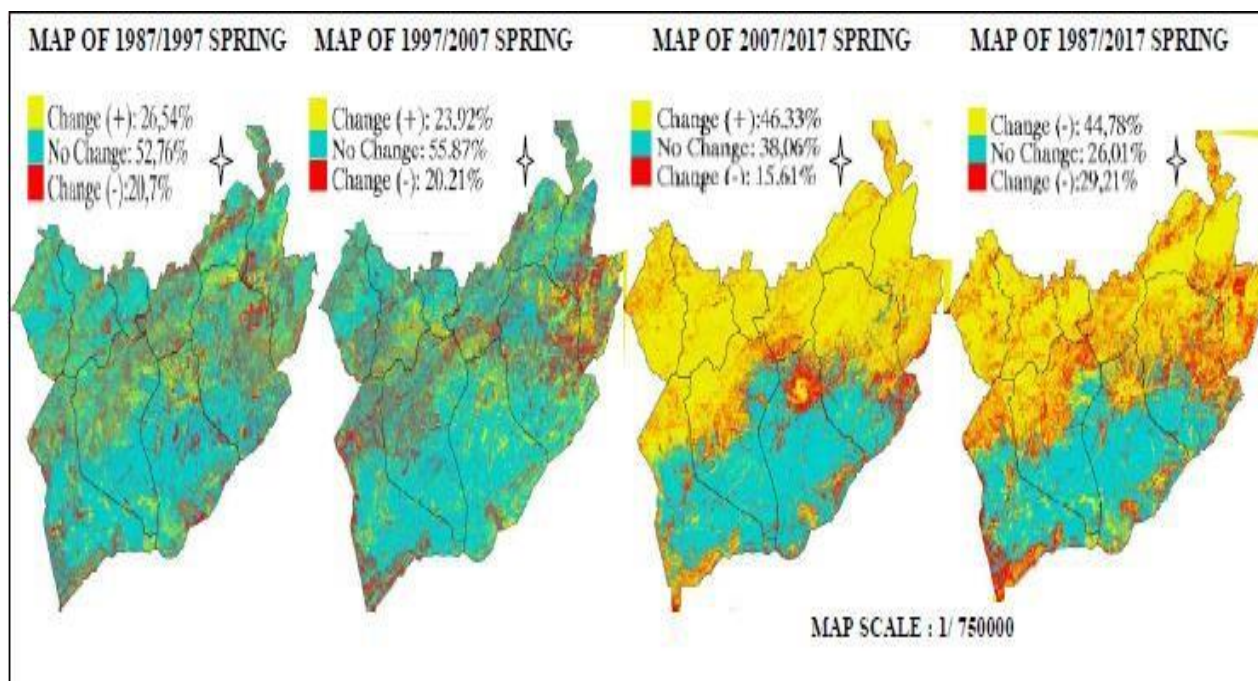 MAP OF 1987/1997 SPRING
Change (+): 26,54%
No Change: 52,76%
Change (-):20,7%
MAP OF 1997/2007 SPRING
Change (+): 23.92%
No Change: 55.87%
Change (-): 20.21%
MAP OF 2007/2017 SPRING
Change (+):46.33%
No Change: 38,06%
Change (-): 15.61%
MAP OF 1987/2017 SPRING
Change (-): 44,78%
No Change: 26,01%
Change (-):29,21%
MAP SCALE : 1/ 750000